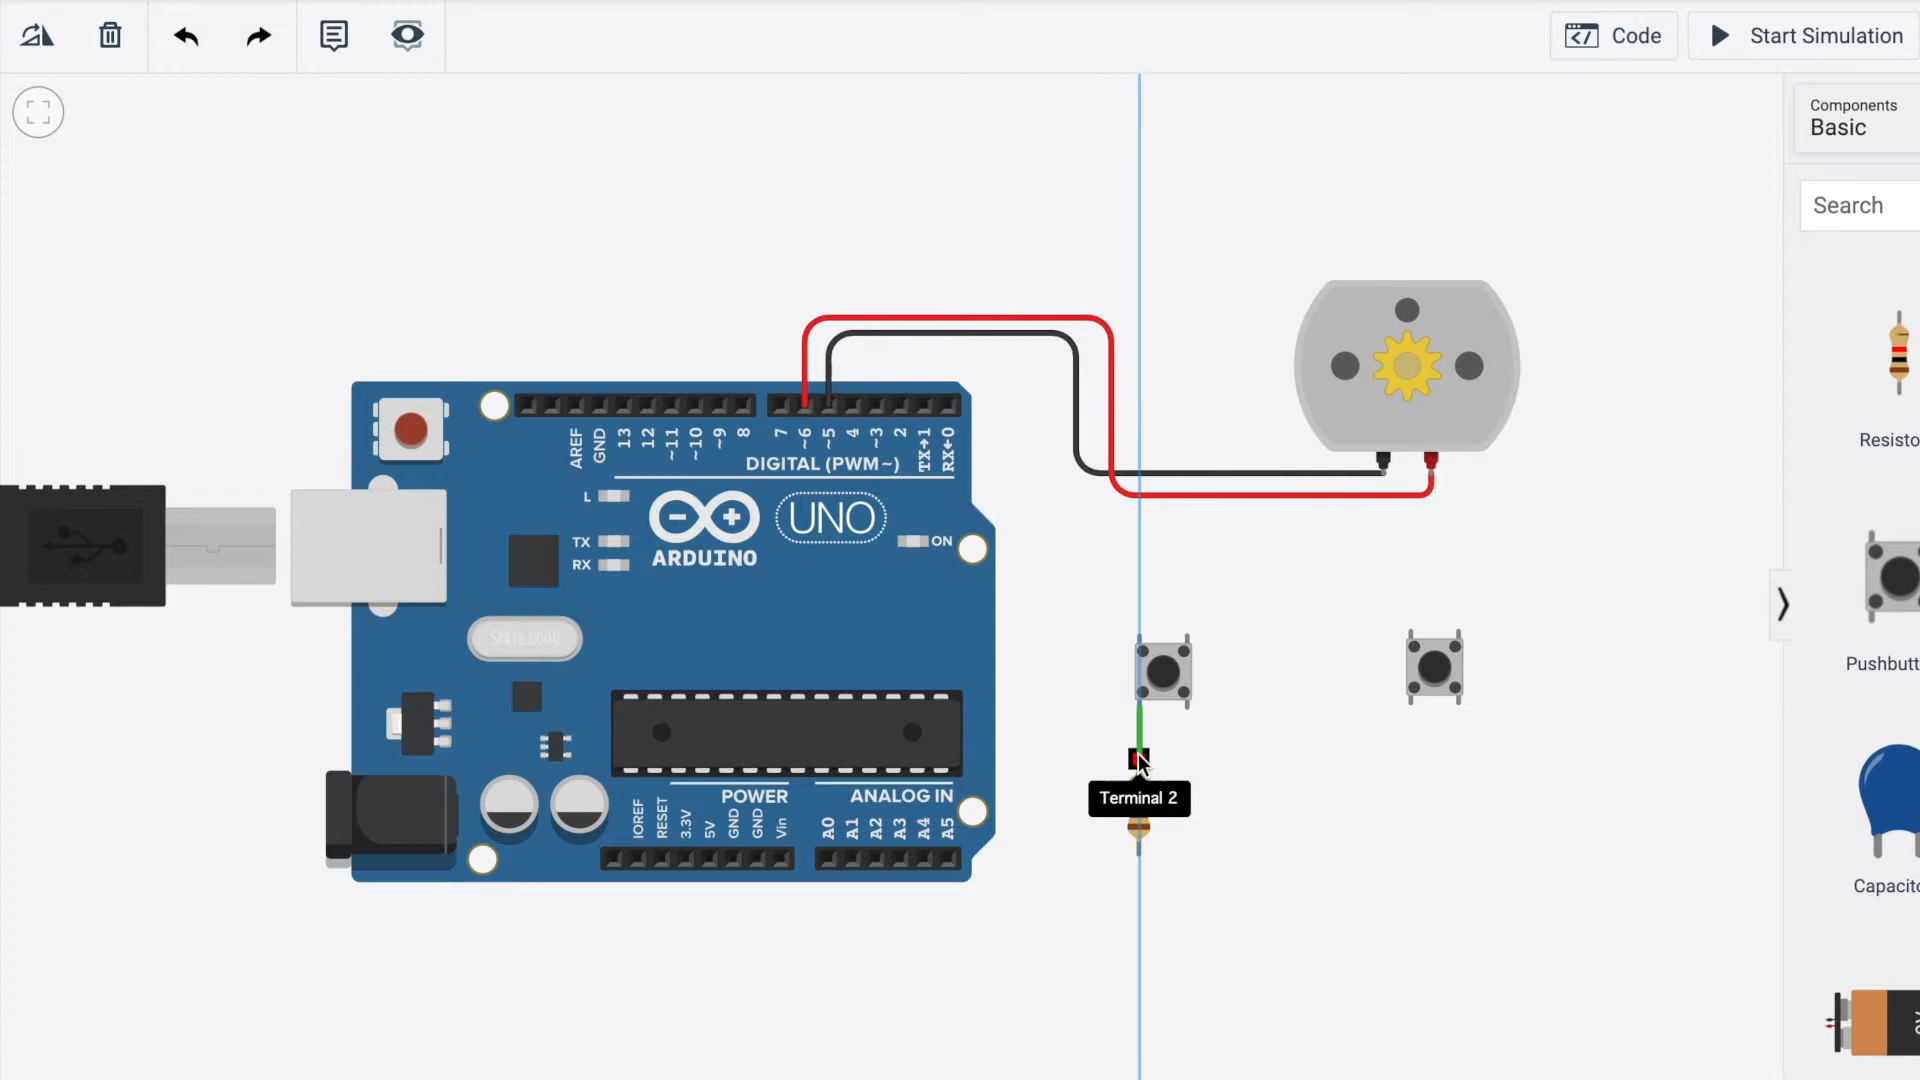 Code
Start Simulation
Components
Basic
Search
Resisto
Pushbutt
Capacito
AREF
GND
13
12
~11
~10
~9
8
7
~6
~5
4
~3
2
TX→1
RX←0
DIGITAL (PWM~)
L
TX
RX
ARDUINO
UNO
ON
SPK16.000G
POWER
ANALOG IN
IOREF
RESET
3.3V
5V
GND
GND
Vin
A0
A1
A2
A3
A4
A5
Terminal 2